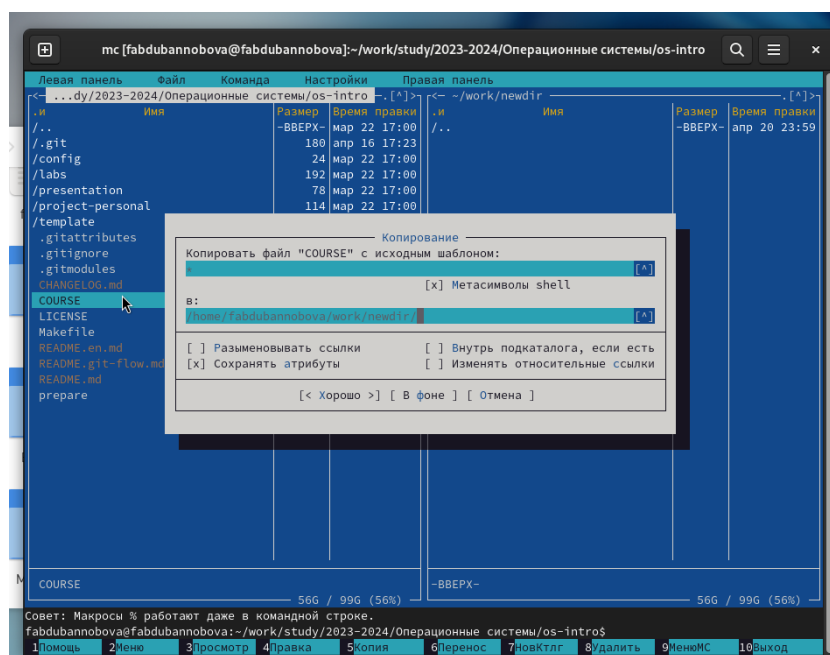 mc [fabdubannobova@fabdubannobova]:~/work/study/2023-2024/Операционные системы/os-intro
Левая панель Файл Команда Настройки Правая панель
<— ...dy/2023-2024/Операционные системы/os-intro —.[^]>
.и Имя Размер Время правки
/.. -ВВЕРХ- мар 22 17:00
/.git 180 апр 16 17:23
/config 24 мар 22 17:00
/labs 192 мар 22 17:00
/presentation 78 мар 22 17:00
/project-personal 114 мар 22 17:00
/template
.gitattributes
.gitignore
.gitmodules
CHANGELOG.md
COURSE
LICENSE
Makefile
README.en.md
README.git-flow.md
README.md
prepare
COURSE
56G / 99G (56%)
<— ~/work/newdir —.[^]>
.и Имя Размер Время правки
/.. -ВВЕРХ- апр 20 23:59
-ВВЕРХ-
56G / 99G (56%)
Копирование
Копировать файл "COURSE" с исходным шаблоном:
* [^]
[x] Метасимволы shell
в:
/home/fabdubannobova/work/newdir/ [^]
[ ] Разыменовывать ссылки [ ] Внутрь подкаталога, если есть
[x] Сохранять атрибуты [ ] Изменять относительные ссылки
[< Хорошо >] [ В фоне ] [ Отмена ]
Совет: Макросы % работают даже в командной строке.
fabdubannobova@fabdubannobova:~/work/study/2023-2024/Операционные системы/os-intro$
1Помощь 2Меню 3Просмотр 4Правка 5Копия 6Перенос 7НовКтлг 8Удалить 9МенюМС 10Выход